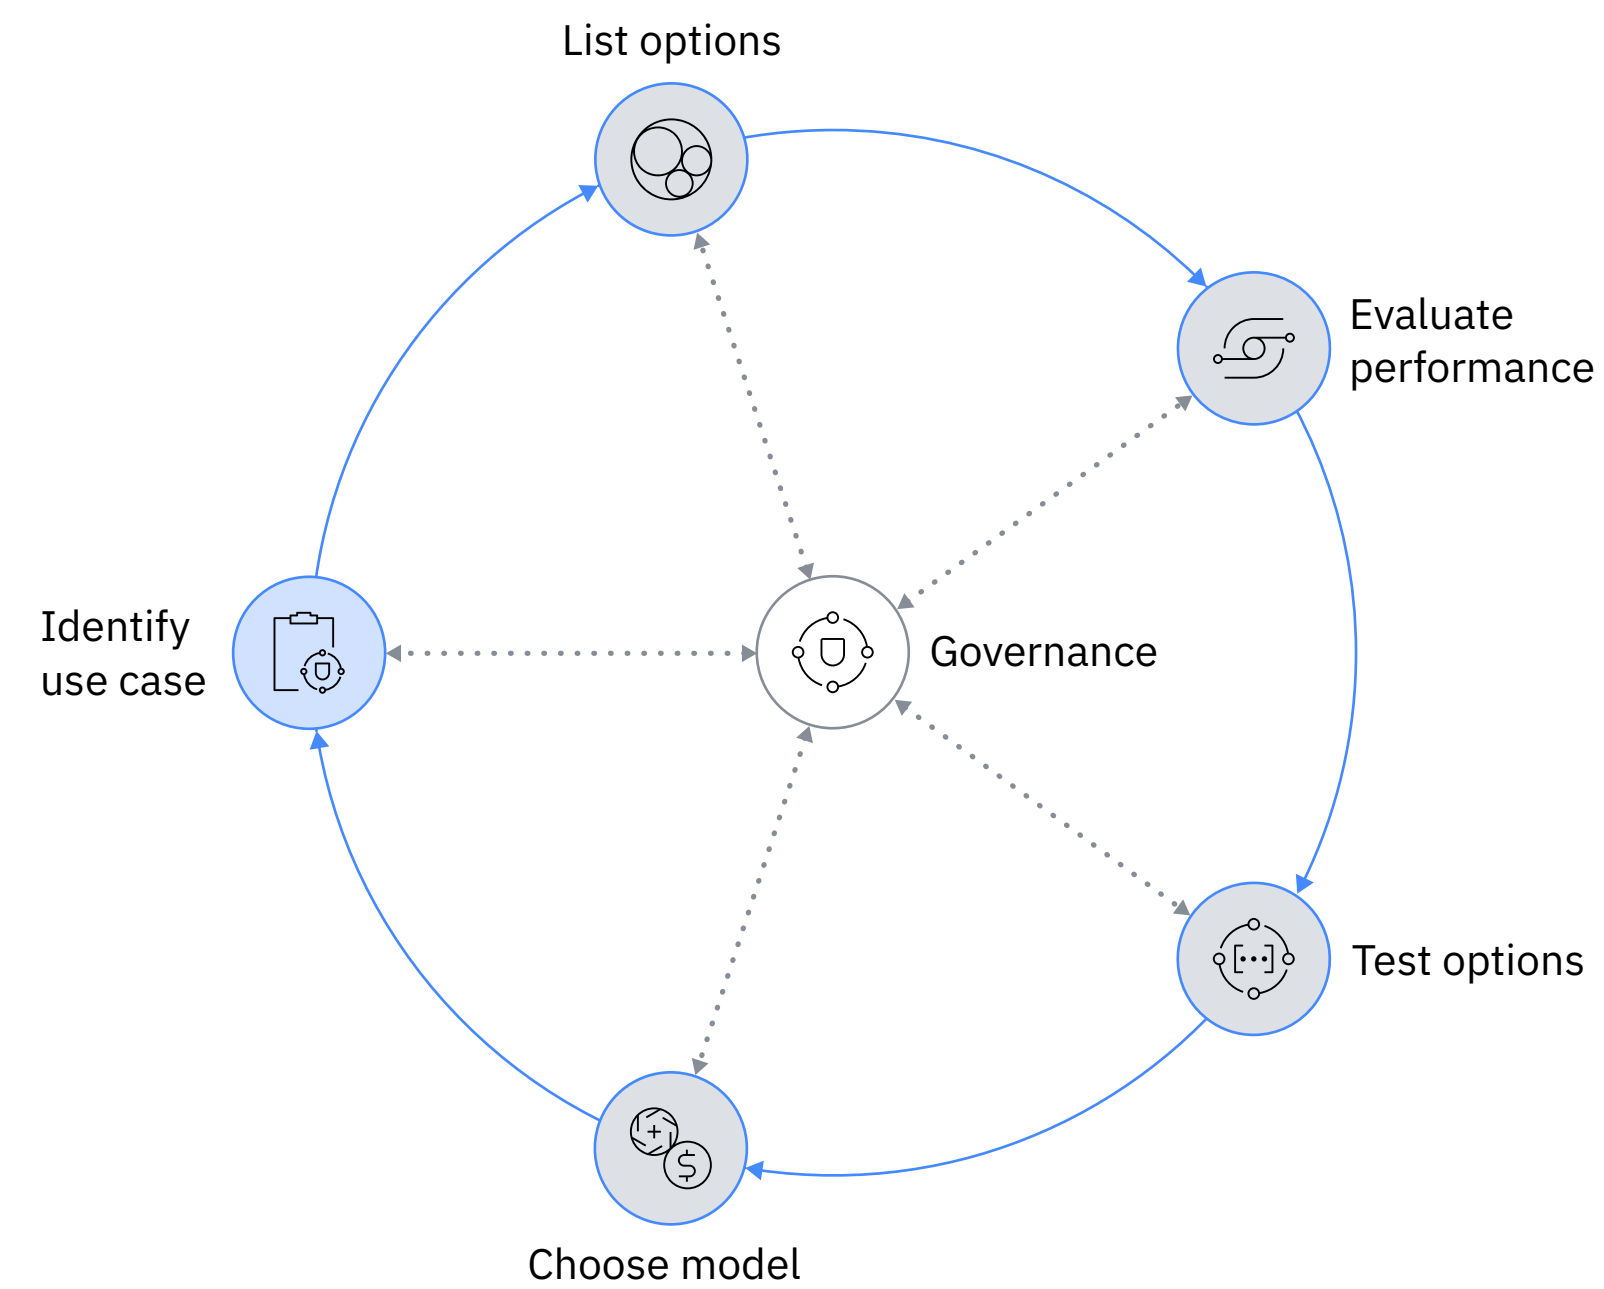 List options
Evaluate
performance
Identify
use case
Governance
Test options
Choose model